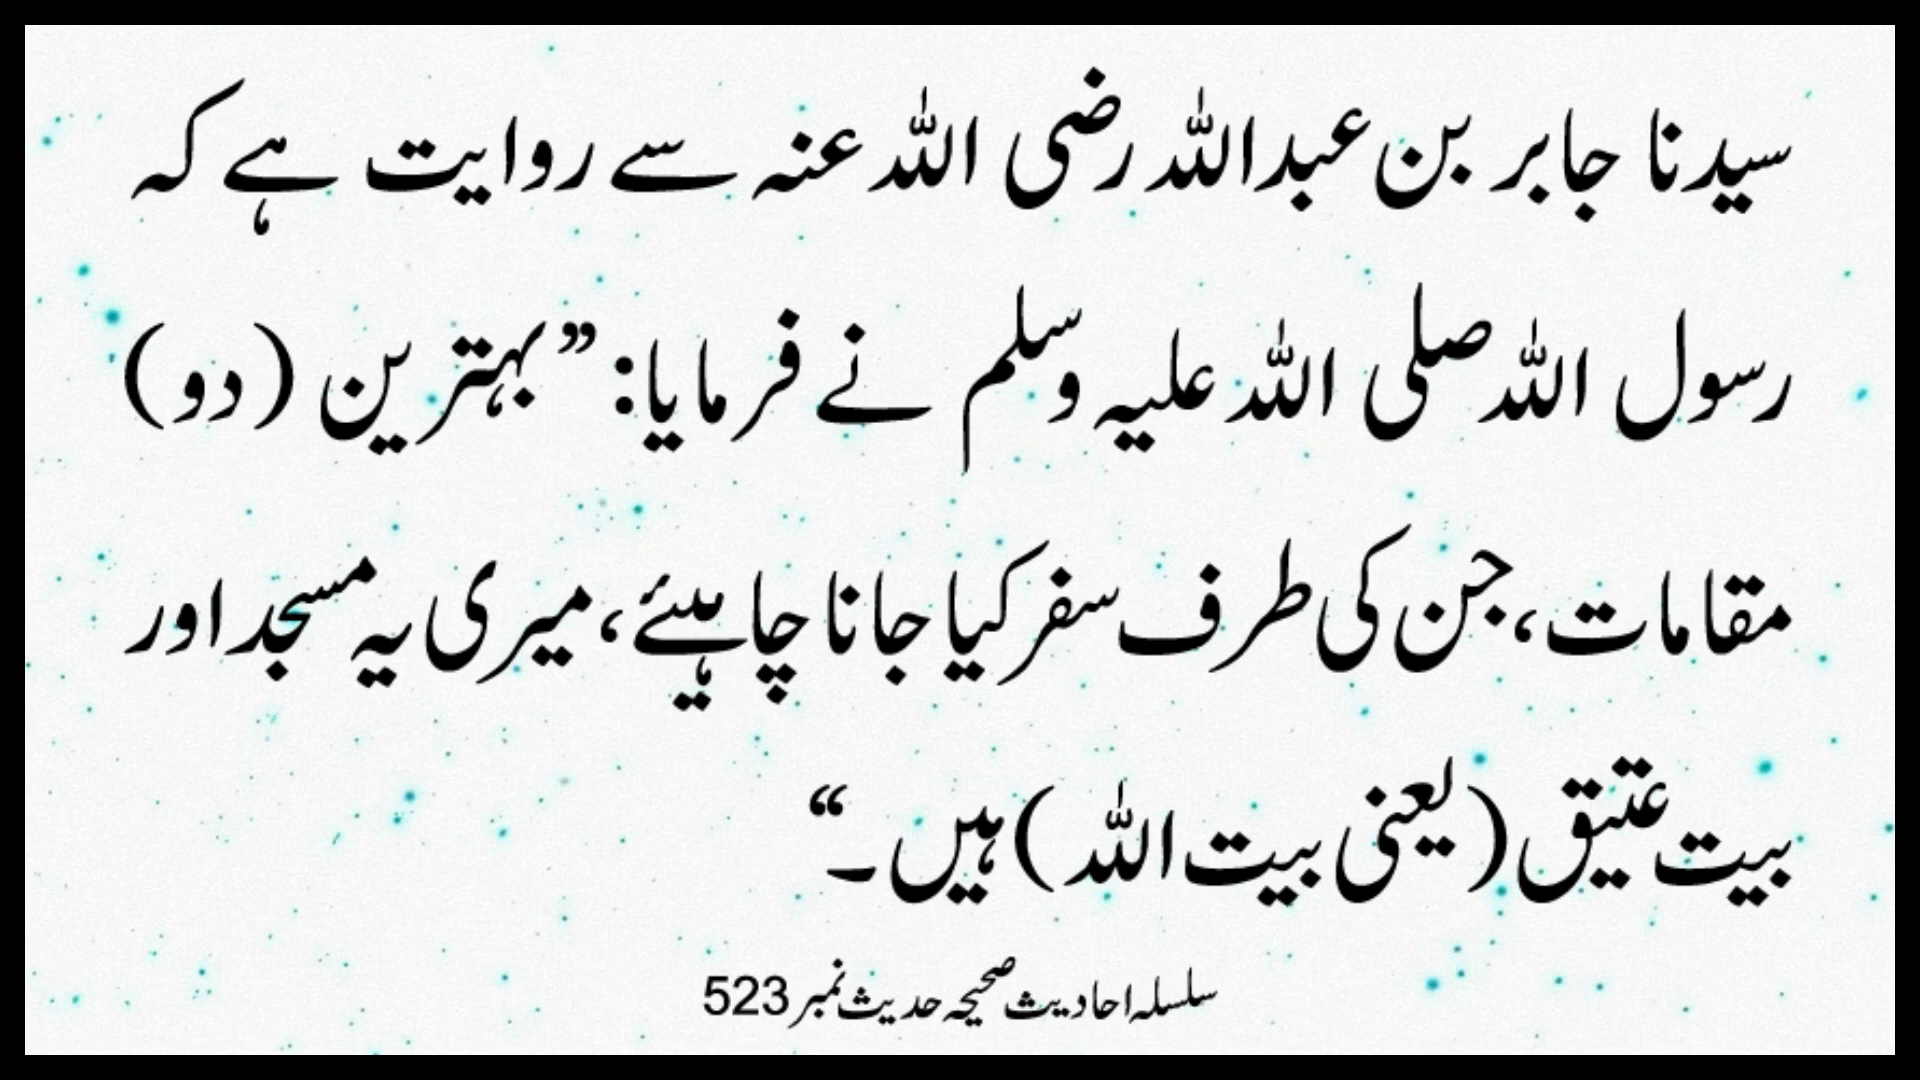 سیدنا جابر بن عبداللہ رضی اللہ عنہ سے روایت ہے کہ
رسول اللہ صلی اللہ علیہ وسلم نے فرمایا: ”بہترین (دو)
مقامات، جن کی طرف سفر کیا جانا چاہیئے، میری یہ مسجد اور
بیت عتیق (یعنی بیت اللہ) ہیں۔“
سلسلہ احادیث صحیحہ حدیث نمبر 523